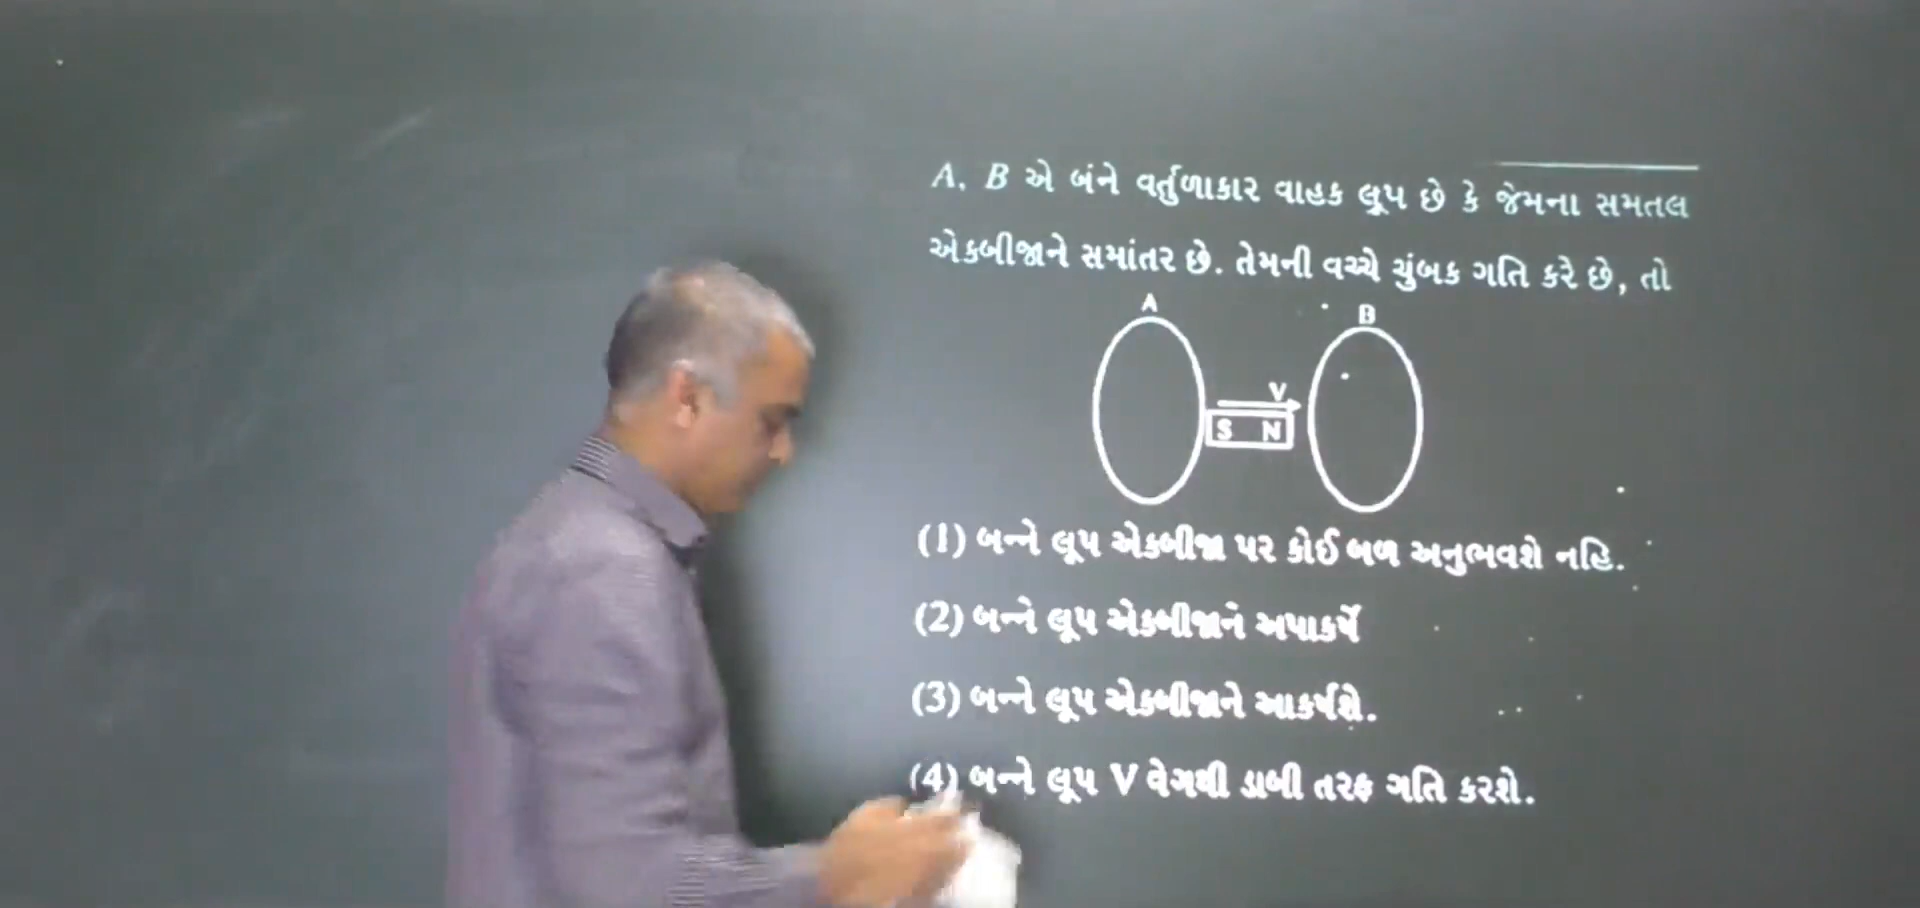 A, B એ બંને વર્તુળાકાર વાહક લૂપ છે કે જેમના સમતલ
એકબીજાને સમાંતર છે. તેમની વચ્ચે ચુંબક ગતિ કરે છે, તો
A B
V
S N
(1) બન્ને લૂપ એકબીજા પર કોઈ બળ અનુભવશે નહિ.
(2) બન્ને લૂપ એકબીજાને અપાકર્ષે
(3) બન્ને લૂપ એકબીજાને આકર્ષશે.
(4) બન્ને લૂપ V વેગથી ડાબી તરફ ગતિ કરશે.